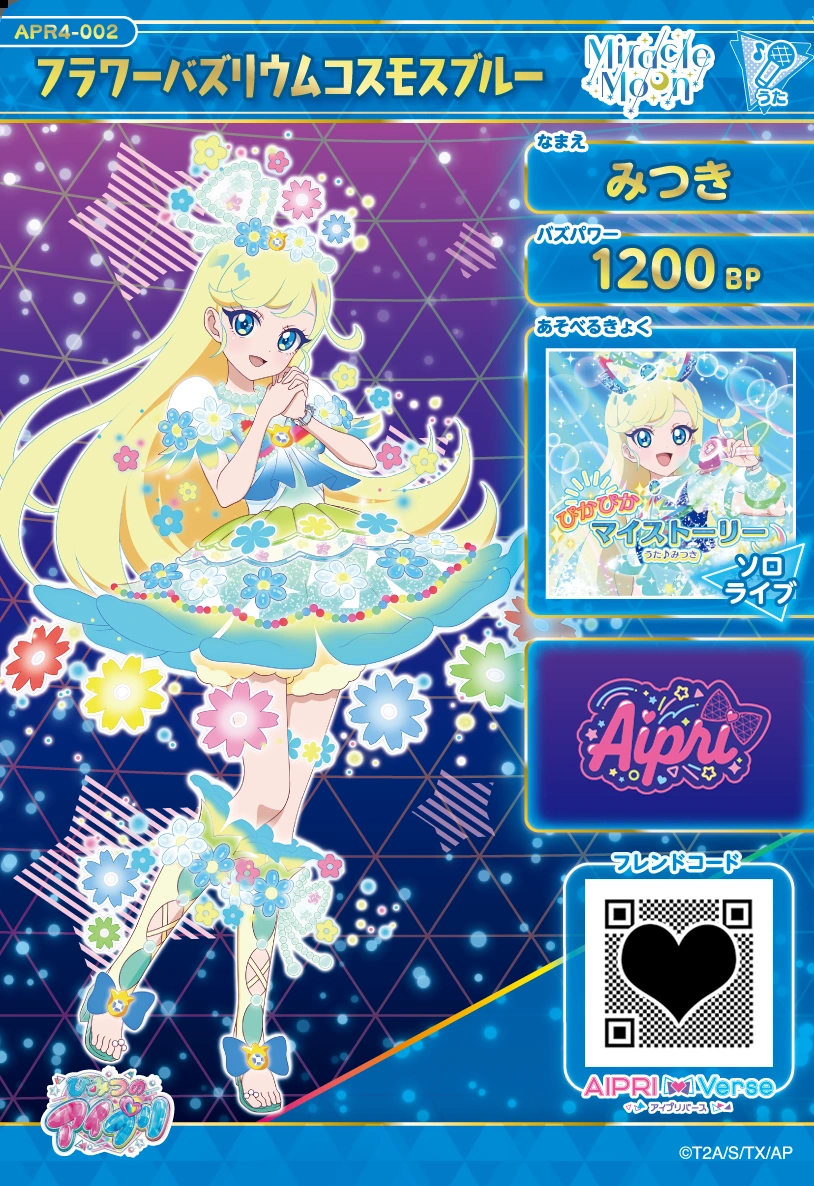 APR4-002
フラワーバズリウムコスモスブルー
Miracle
Moon
うた
なまえ
みつき
バズパワー
1200 BP
あそべるきょく
ぴかぴか
マイストーリー
うた♪みつき
ソロ
ライブ
Aipri
フレンドコード
AIPRI Verse
アイプリバース
ひみつの
アイプリ
©T2A/S/TX/AP